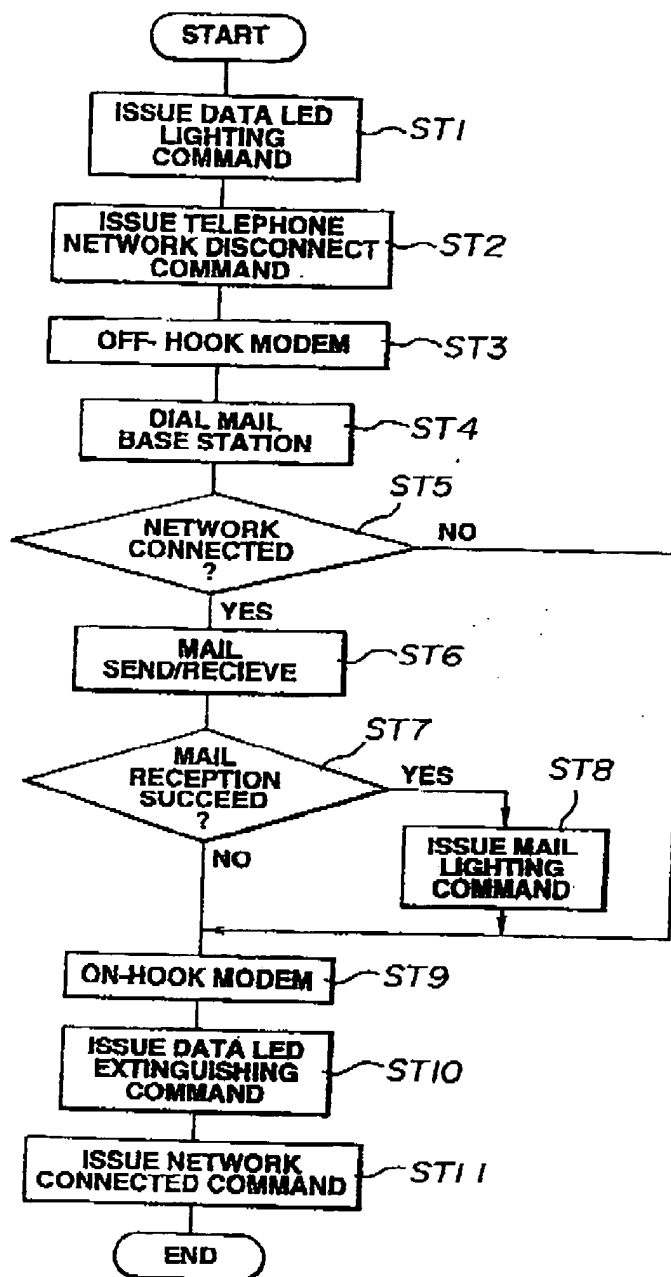 START
ISSUE DATA LED
LIGHTING
COMMAND
ST1
ISSUE TELEPHONE
NETWORK DISCONNECT
COMMAND
ST2
OFF-HOOK MODEM
ST3
DIAL MAIL
BASE STATION
ST4
ST5
NETWORK
CONNECTED
?
NO
YES
MAIL
SEND/RECIEVE
ST6
ST7
MAIL
RECEPTION
SUCCEED
?
YES
NO
ST8
ISSUE MAIL
LIGHTING
COMMAND
ON-HOOK MODEM
ST9
ISSUE DATA LED
EXTINGUISHING
COMMAND
ST10
ISSUE NETWORK
CONNECTED COMMAND
ST11
END